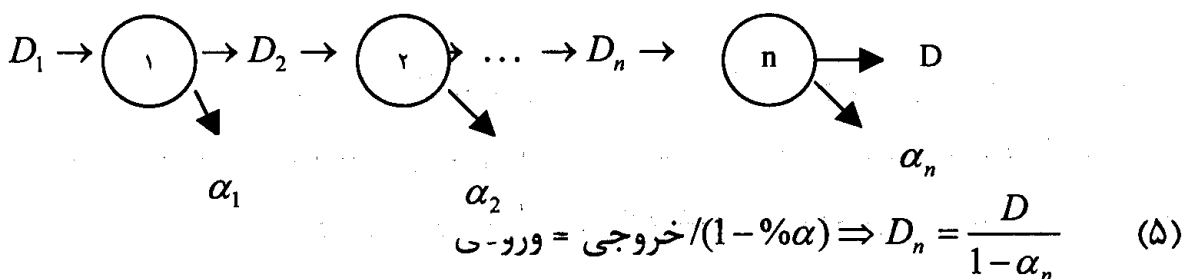 D₁ → ۱ → D₂ → ۲ → ... → Dₙ → n → D
α₁ α₂ αₙ
(۵) ورودی = خروجی/(1-%α) ⇒ Dₙ = D/(1-αₙ)